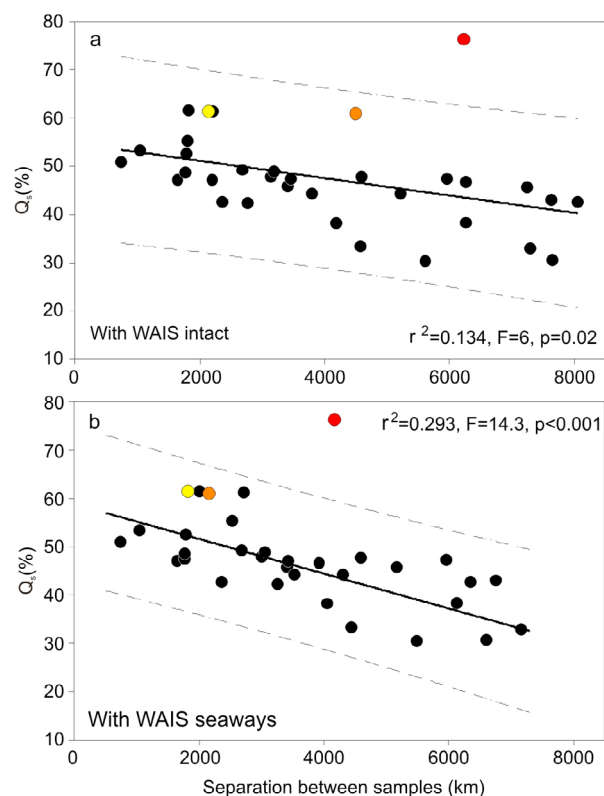 a
80
70
60
50
40
30
20
10
Qs(%)
With WAIS intact
r²=0.134, F=6, p=0.02
0 2000 4000 6000 8000
b
r²=0.293, F=14.3, p<0.001
80
70
60
50
40
30
20
10
Qs(%)
With WAIS seaways
0 2000 4000 6000 8000
Separation between samples (km)